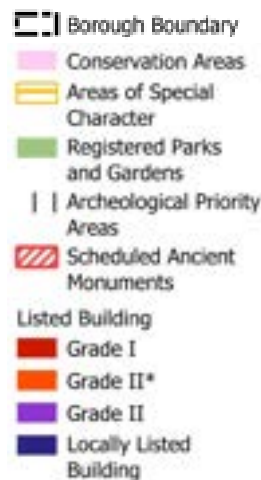 Borough Boundary
Conservation Areas
Areas of Special
Character
Registered Parks
and Gardens
Archeological Priority
Areas
Scheduled Ancient
Monuments
Listed Building
Grade I
Grade II*
Grade II
Locally Listed
Building